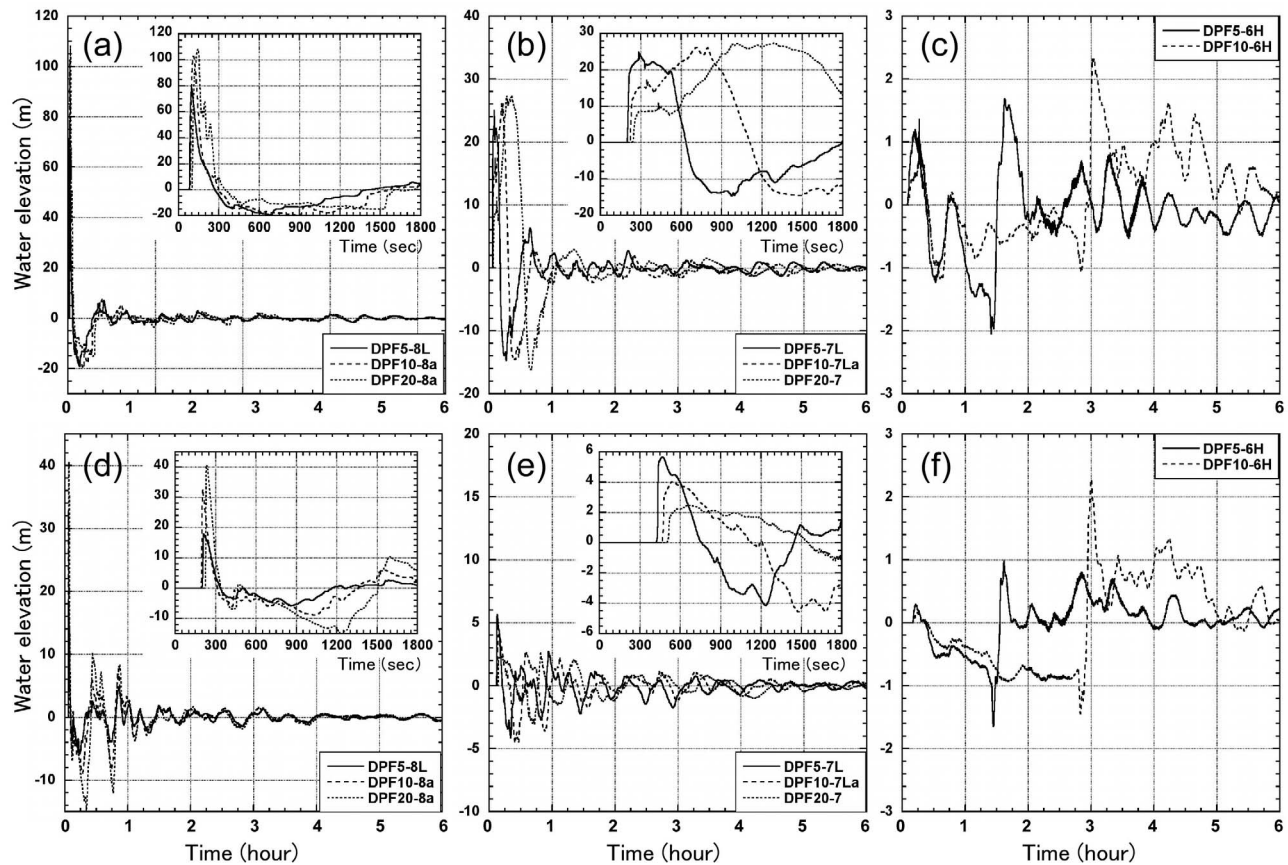 (a)
120
100
80
60
40
20
0
-20
Water elevation (m)
0 1 2 3 4 5 6
120
100
80
60
40
20
0
-20
0 300 600 900 1200 1500 1800
Time (sec)
DPF5-8L
DPF10-8a
DPF20-8a
(b)
40
30
20
10
0
-10
20
0 1 2 3 4 5 6
30
20
10
0
-10
-20
0 300 600 900 1200 1500 1800
Time (sec)
DPF5-7L
DPF10-7La
DPF20-7
(c)
3
2
1
0
-1
-2
-3
0 1 2 3 4 5 6
DPF5-6H
DPF10-6H
(d)
40
30
20
10
0
-10
Water elevation (m)
0 1 2 3 4 5 6
Time (hour)
40
30
20
10
0
-10
0 300 600 900 1200 1500 1800
Time (sec)
DPF5-8L
DPF10-8a
DPF20-8a
(e)
20
15
10
5
0
-5
-10
0 1 2 3 4 5 6
Time (hour)
6
4
2
0
-2
-4
-6
0 300 600 900 1200 1500 1800
Time (sec)
DPF5-7L
DPF10-7La
DPF20-7
(f)
3
2
1
0
-1
-2
-3
0 1 2 3 4 5 6
Time (hour)
DPF5-6H
DPF10-6H